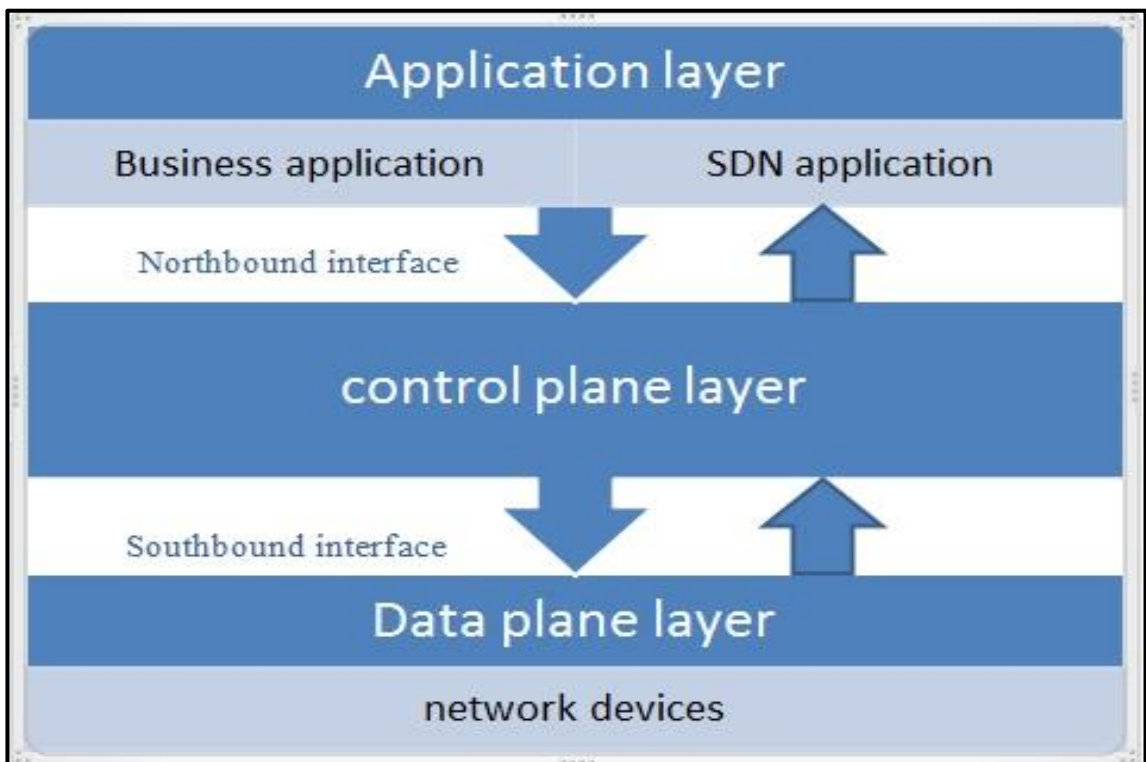 Application layer
Business application
SDN application
Northbound interface
control plane layer
Southbound interface
Data plane layer
network devices